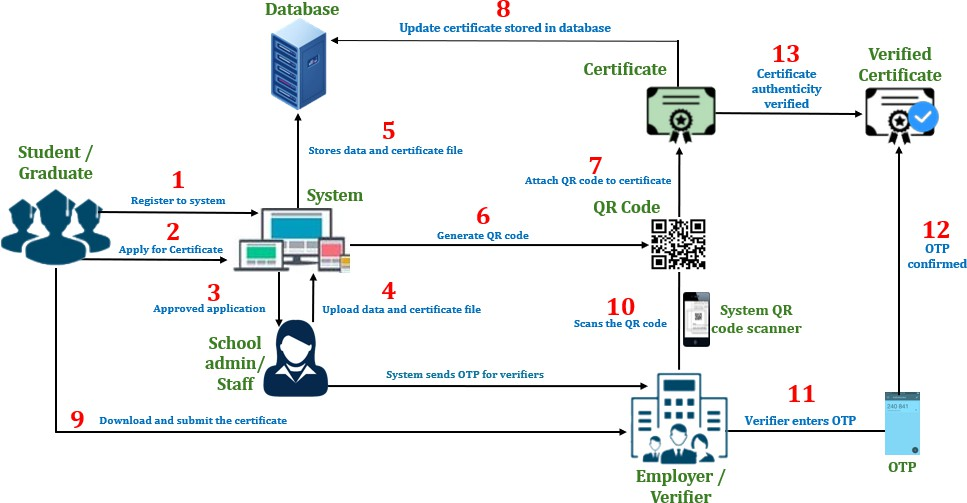 Database
8
Update certificate stored in database
13
Certificate
authenticity
verified
Verified
Certificate
Certificate
5
Stores data and certificate file
Student /
Graduate
1
Register to system
System
7
Attach QR code to certificate
QR Code
2
Apply for Certificate
6
Generate QR code
12
OTP
confirmed
3
Approved application
4
Upload data and certificate file
10
Scans the QR code
System QR
code scanner
School
admin/
Staff
System sends OTP for verifiers
9
Download and submit the certificate
11
Verifier enters OTP
240 841
OTP
Employer /
Verifier